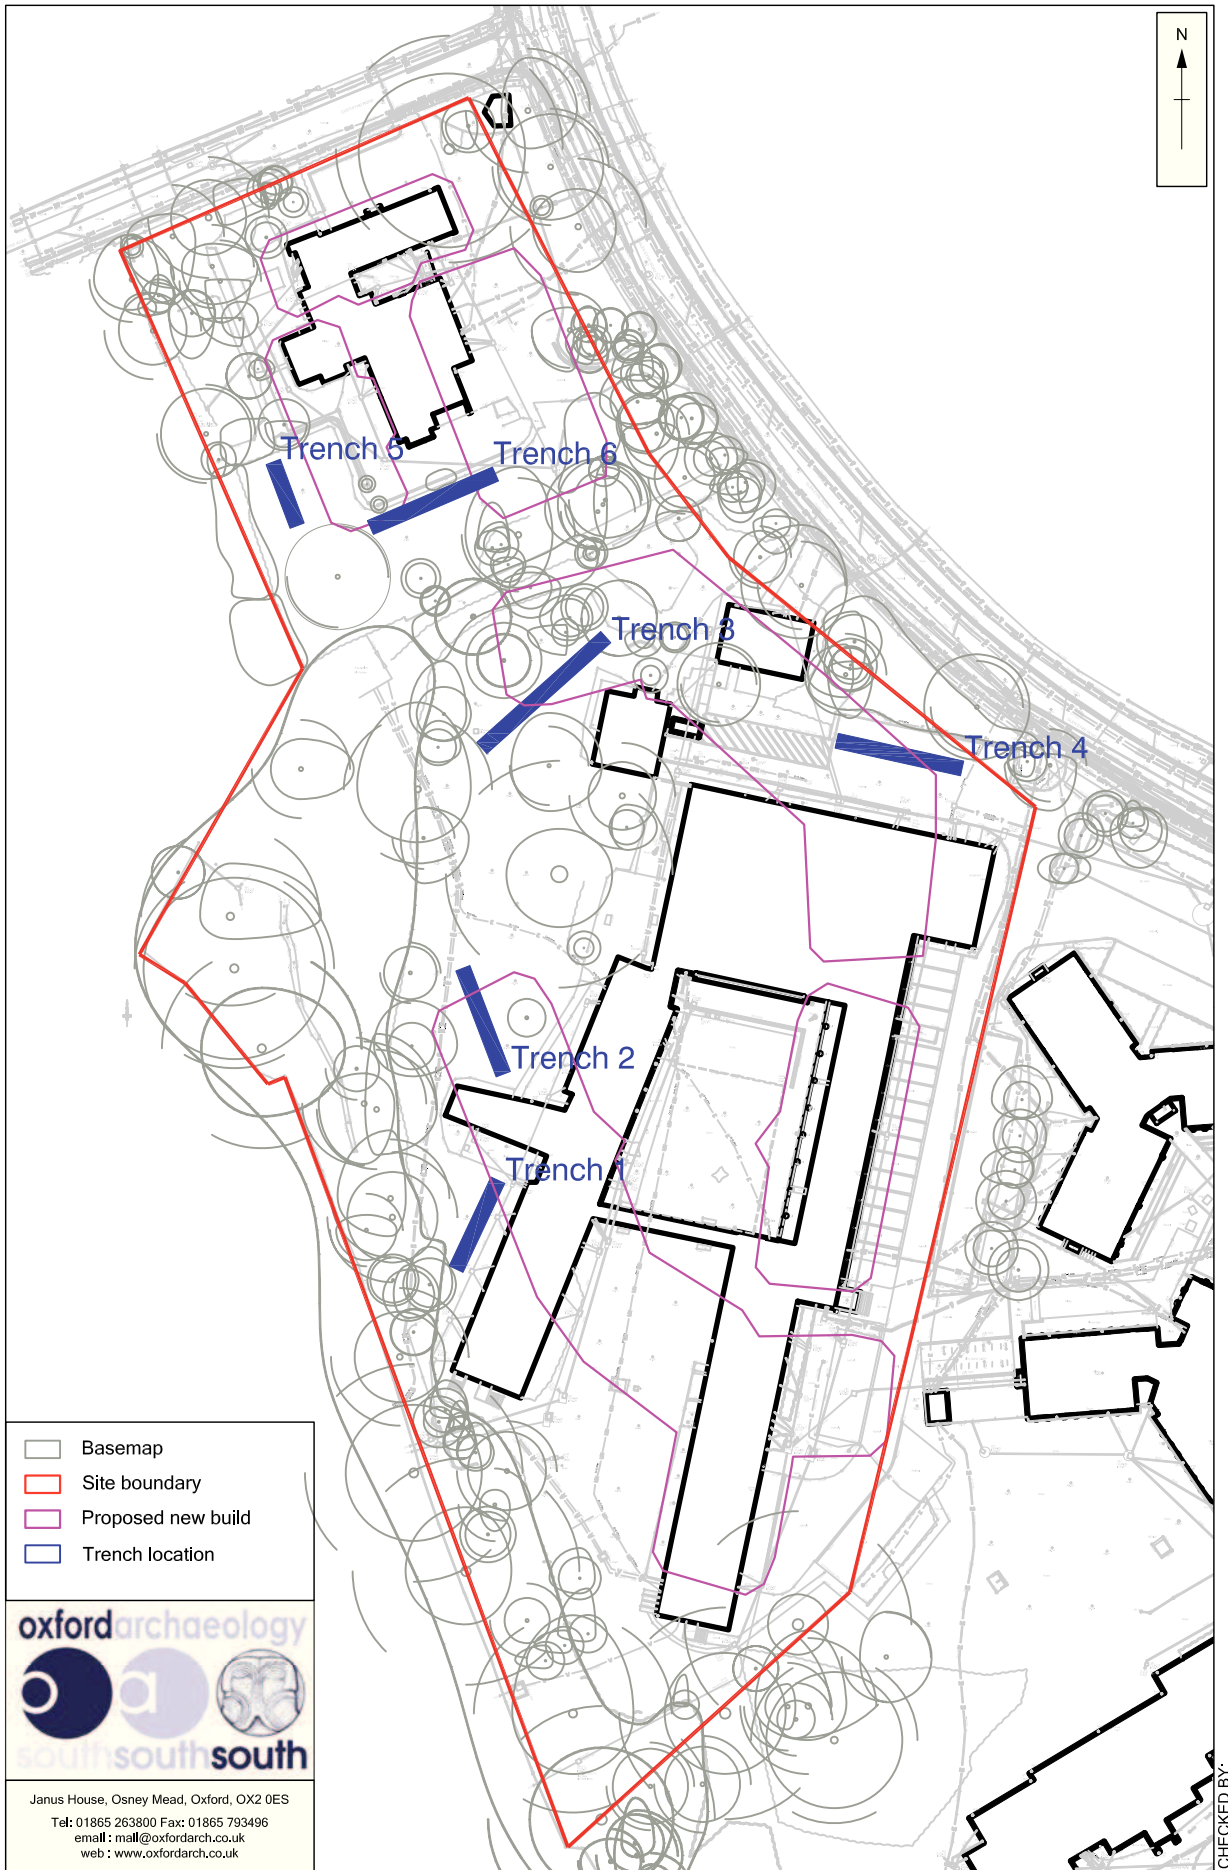 N
Trench 5
Trench 6
Trench 3
Trench 4
Trench 2
Trench 1
Basemap
Site boundary
Proposed new build
Trench location
oxfordarchaeology
a
southsouthsouth
Janus House, Osney Mead, Oxford, OX2 0ES
Tel: 01865 263800 Fax: 01865 793496
email : mail@oxfordarch.co.uk
web : www.oxfordarch.co.uk
CHECKED BY: